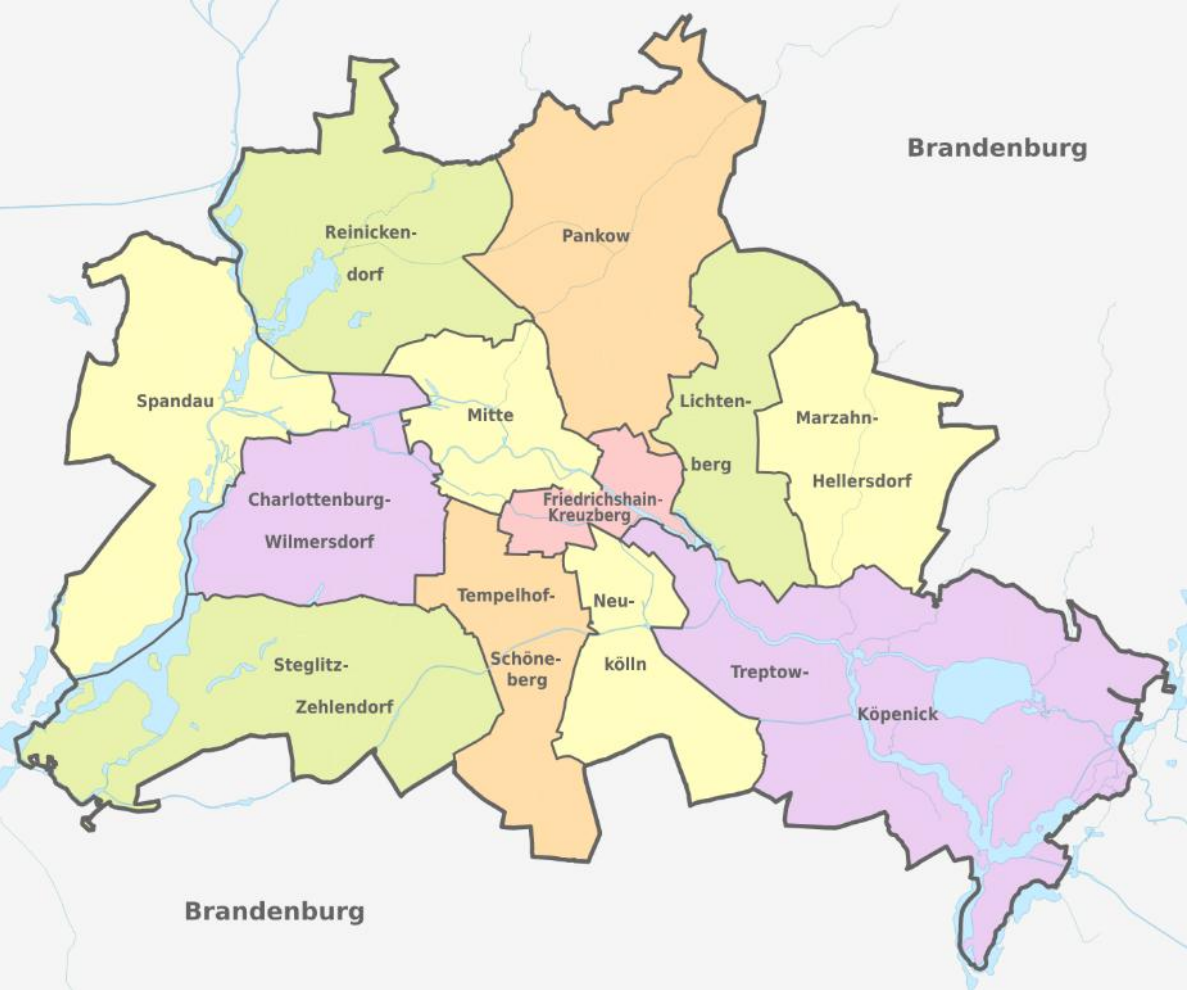 Brandenburg
Reinicken-
dorf
Pankow
Spandau
Mitte
Lichten-
berg
Marzahn-
Hellersdorf
Charlottenburg-
Wilmersdorf
Friedrichshain-
Kreuzberg
Tempelhof-
Schöne-
berg
Neu-
kölln
Steglitz-
Zehlendorf
Treptow-
Köpenick
Brandenburg